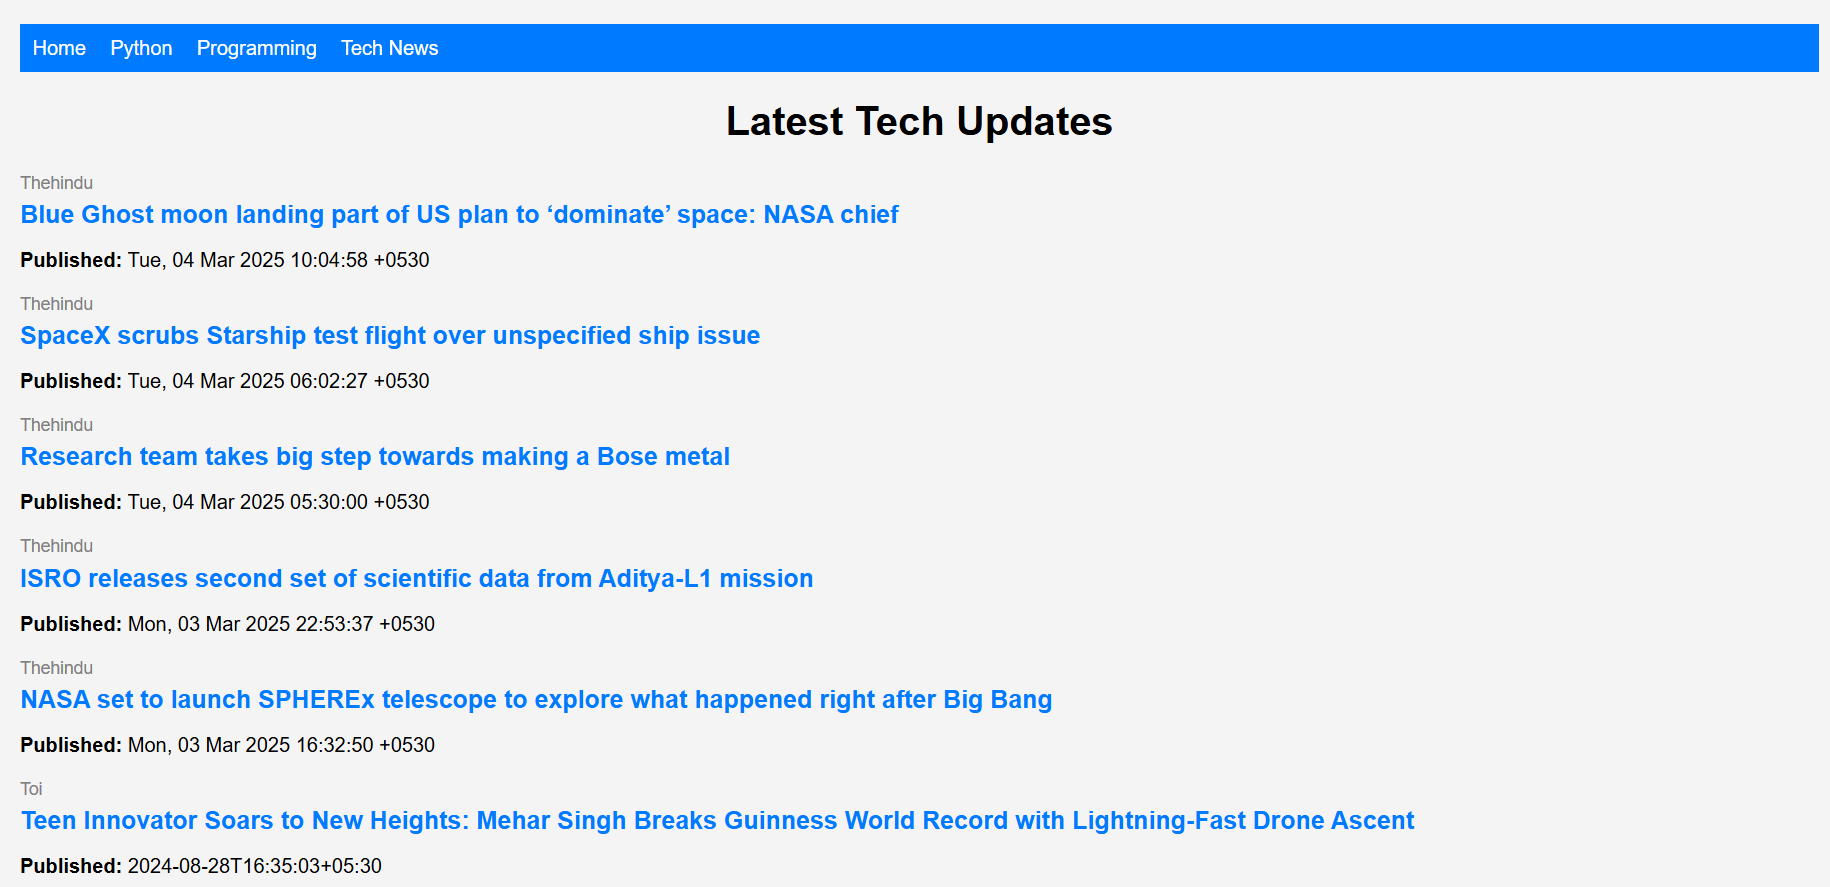 Home Python Programming Tech News
Latest Tech Updates
Thehindu
Blue Ghost moon landing part of US plan to ‘dominate’ space: NASA chief
Published: Tue, 04 Mar 2025 10:04:58 +0530
Thehindu
SpaceX scrubs Starship test flight over unspecified ship issue
Published: Tue, 04 Mar 2025 06:02:27 +0530
Thehindu
Research team takes big step towards making a Bose metal
Published: Tue, 04 Mar 2025 05:30:00 +0530
Thehindu
ISRO releases second set of scientific data from Aditya-L1 mission
Published: Mon, 03 Mar 2025 22:53:37 +0530
Thehindu
NASA set to launch SPHEREx telescope to explore what happened right after Big Bang
Published: Mon, 03 Mar 2025 16:32:50 +0530
Toi
Teen Innovator Soars to New Heights: Mehar Singh Breaks Guinness World Record with Lightning-Fast Drone Ascent
Published: 2024-08-28T16:35:03+05:30